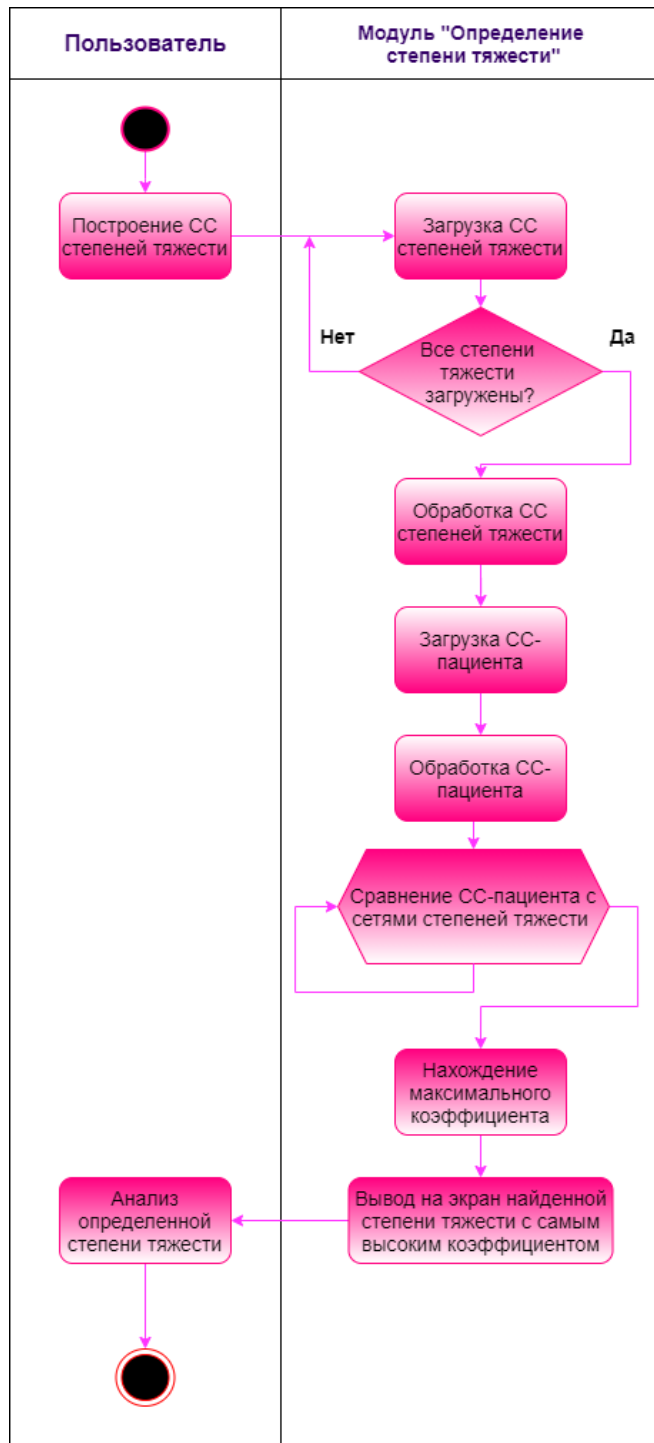 Пользователь
Модуль "Определение
степени тяжести"
Построение СС
степеней тяжести
Загрузка СС
степеней тяжести
Нет
Да
Все степени
тяжести
загружены?
Обработка СС
степеней тяжести
Загрузка СС-
пациента
Обработка СС-
пациента
Сравнение СС-пациента с
сетями степеней тяжести
Нахождение
максимального
коэффициента
Анализ
определенной
степени тяжести
Вывод на экран найденной
степени тяжести с самым
высоким коэффициентом